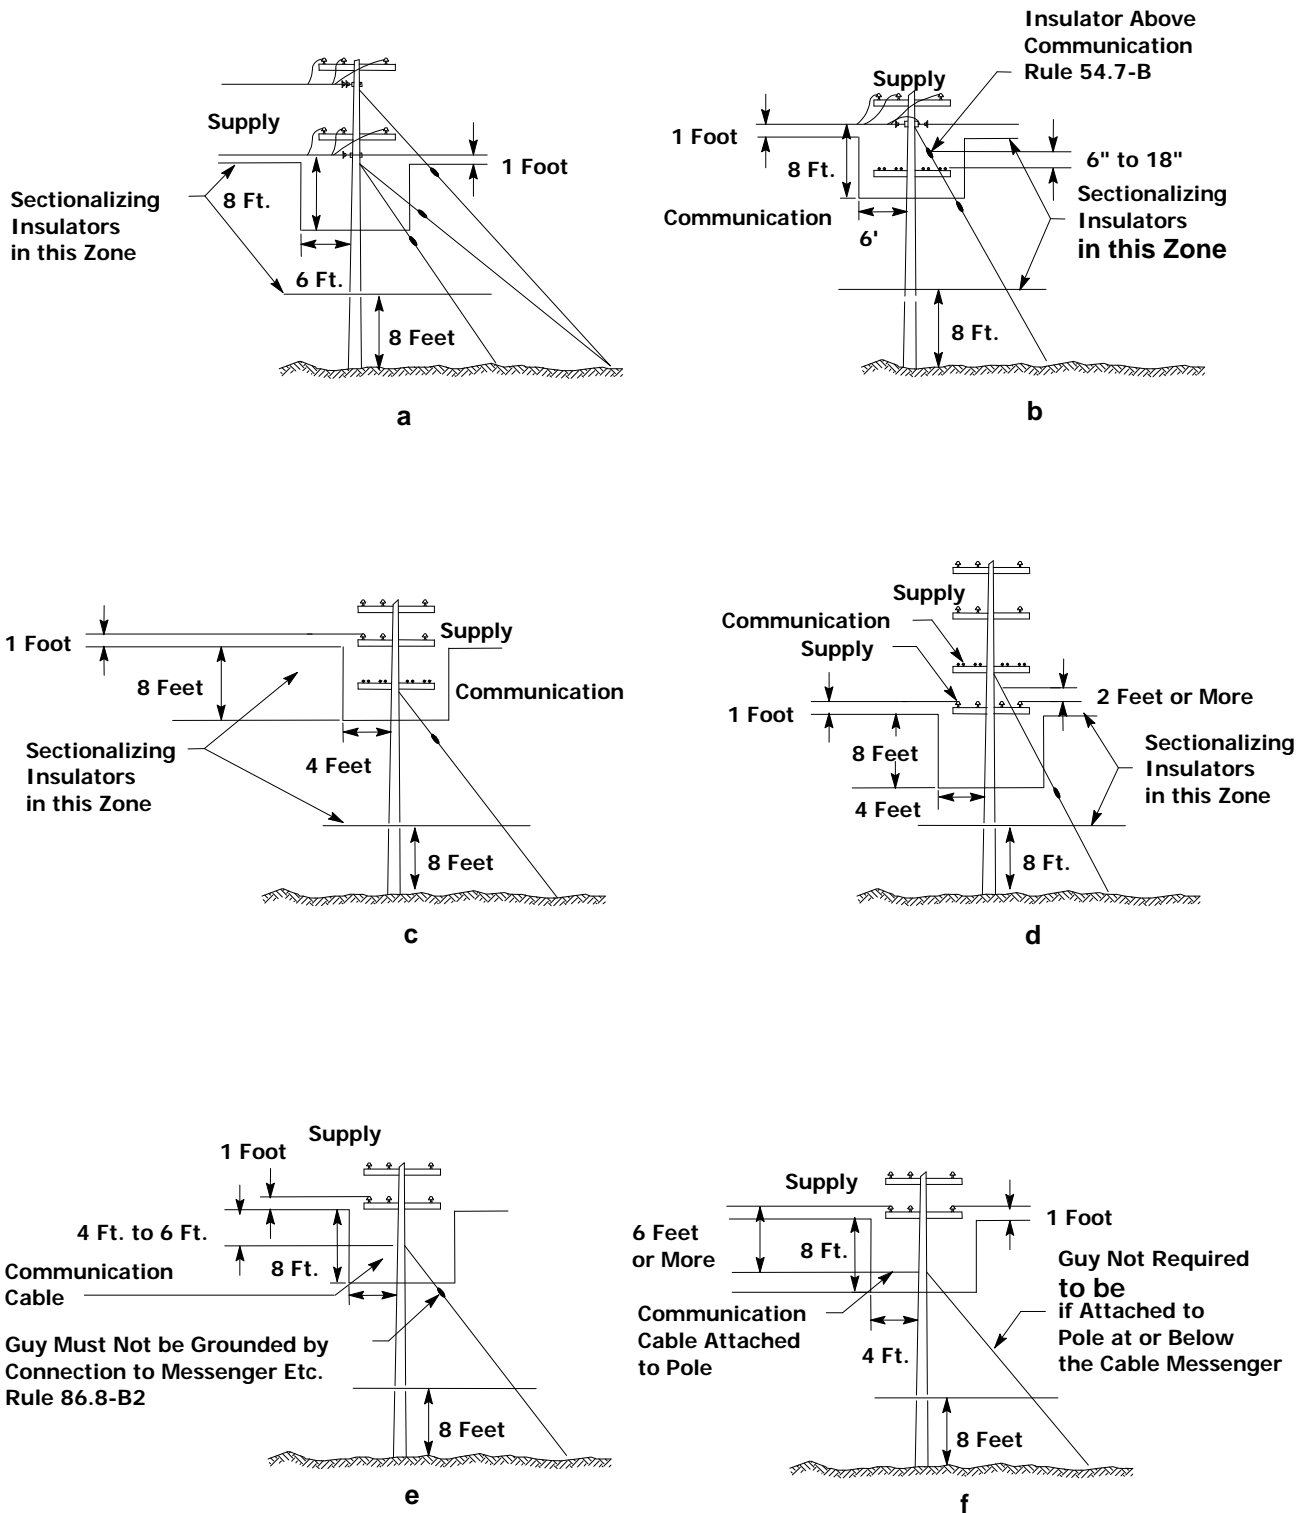 Supply
1 Foot
Sectionalizing
Insulators
in this Zone
8 Ft.
6 Ft.
8 Feet
a
Insulator Above
Communication
Rule 54.7-B
Supply
1 Foot
8 Ft.
6" to 18"
Sectionalizing
Insulators
in this Zone
Communication
6'
8 Ft.
b
1 Foot
Supply
8 Feet
Communication
Sectionalizing
Insulators
in this Zone
4 Feet
8 Feet
c
Supply
Communication
Supply
2 Feet or More
1 Foot
8 Feet
Sectionalizing
Insulators
in this Zone
4 Feet
8 Ft.
d
Supply
1 Foot
4 Ft. to 6 Ft.
8 Ft.
Communication
Cable
Guy Must Not be Grounded by
Connection to Messenger Etc.
Rule 86.8-B2
8 Feet
e
Supply
1 Foot
6 Feet
or More
8 Ft.
Guy Not Required
to be
if Attached to
Pole at or Below
the Cable Messenger
Communication
Cable Attached
to Pole
4 Ft.
8 Feet
f